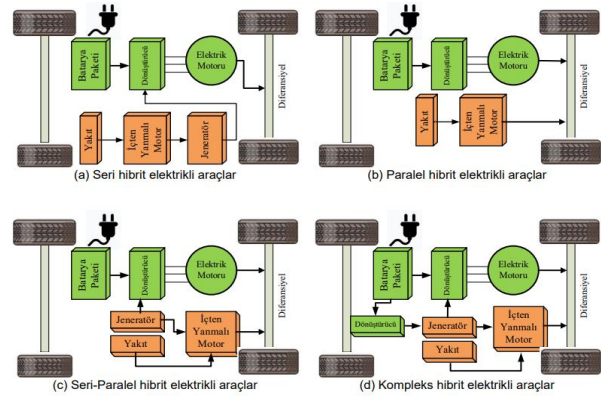 Batarya
Paketi
Dönüştürücü
Elektrik
Motoru
Diferansiyel
Yakıt
İçten
Yanmalı
Motor
Jeneratör
(a) Seri hibrit elektrikli araçlar
Batarya
Paketi
Dönüştürücü
Elektrik
Motoru
Diferansiyel
Yakıt
İçten
Yanmalı
Motor
(b) Paralel hibrit elektrikli araçlar
Batarya
Paketi
Dönüştürücü
Elektrik
Motoru
Diferansiyel
Jeneratör
Yakıt
İçten
Yanmalı
Motor
(c) Seri-Paralel hibrit elektrikli araçlar
Batarya
Paketi
Dönüştürücü
Elektrik
Motoru
Diferansiyel
Dönüştürücü
Jeneratör
Yakıt
İçten
Yanmalı
Motor
(d) Kompleks hibrit elektrikli araçlar